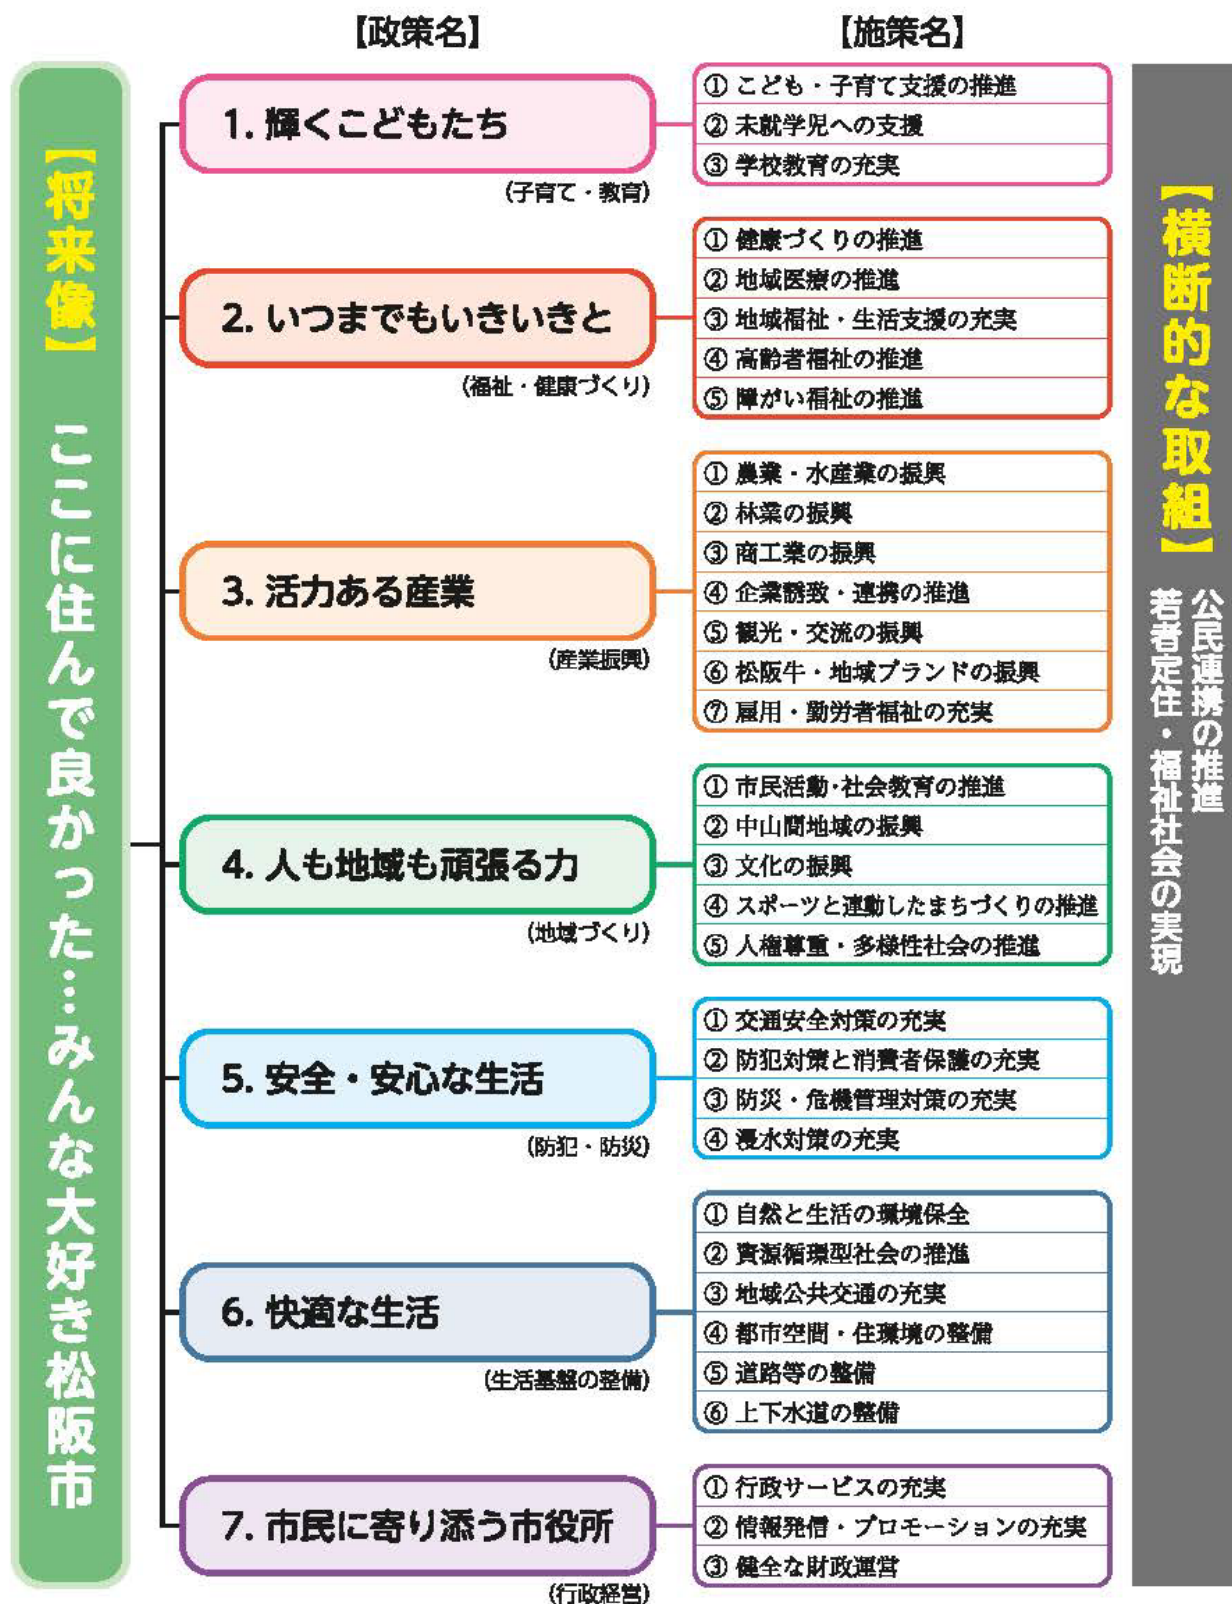 【政策名】
【施策名】
【将来像】 ここに住んで良かった…みんな大好き松阪市
1. 輝くこどもたち
(子育て・教育)
① こども・子育て支援の推進
② 未就学児への支援
③ 学校教育の充実
2. いつまでもいきいきと
(福祉・健康づくり)
① 健康づくりの推進
② 地域医療の推進
③ 地域福祉・生活支援の充実
④ 高齢者福祉の推進
⑤ 障がい福祉の推進
3. 活力ある産業
(産業振興)
① 農業・水産業の振興
② 林業の振興
③ 商工業の振興
④ 企業誘致・連携の推進
⑤ 観光・交流の振興
⑥ 松阪牛・地域ブランドの振興
⑦ 雇用・勤労者福祉の充実
4. 人も地域も頑張る力
(地域づくり)
① 市民活動・社会教育の推進
② 中山間地域の振興
③ 文化の振興
④ スポーツと連動したまちづくりの推進
⑤ 人権尊重・多様性社会の推進
5. 安全・安心な生活
(防犯・防災)
① 交通安全対策の充実
② 防犯対策と消費者保護の充実
③ 防災・危機管理対策の充実
④ 浸水対策の充実
6. 快適な生活
(生活基盤の整備)
① 自然と生活の環境保全
② 資源循環型社会の推進
③ 地域公共交通の充実
④ 都市空間・住環境の整備
⑤ 道路等の整備
⑥ 上下水道の整備
7. 市民に寄り添う市役所
(行政経営)
① 行政サービスの充実
② 情報発信・プロモーションの充実
③ 健全な財政運営
【横断的な取組】
公民連携の推進
若者定住・福祉社会の実現